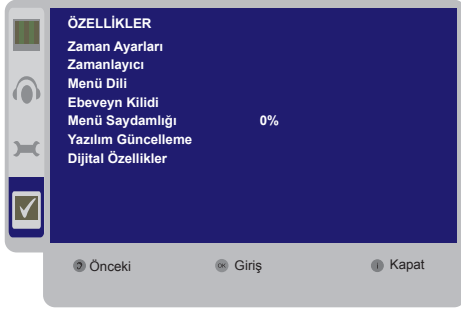 ÖZELLİKLER
Zaman Ayarları
Zamanlayıcı
Menü Dili
Ebeveyn Kilidi
Menü Saydamlığı 0%
Yazılım Güncelleme
Dijital Özellikler
Önceki OK Giriş i Kapat